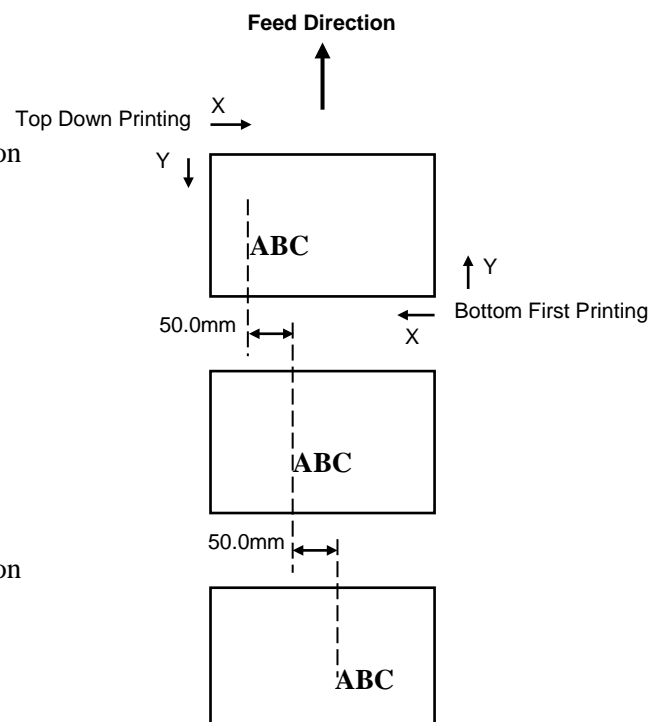 Feed Direction
X
Top Down Printing
on
Y
ABC
Y
50.0mm
X
Bottom First Printing
ABC
50.0mm
on
ABC